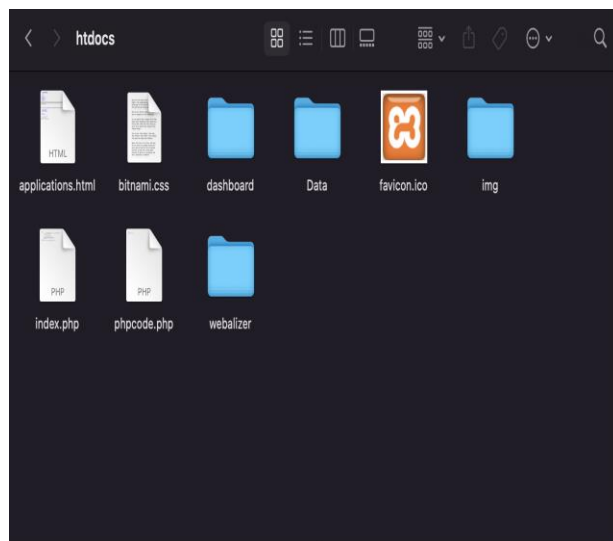 htdocs
HTML
applications.html bitnami.css dashboard Data favicon.ico img
PHP PHP
index.php phpcode.php webalizer